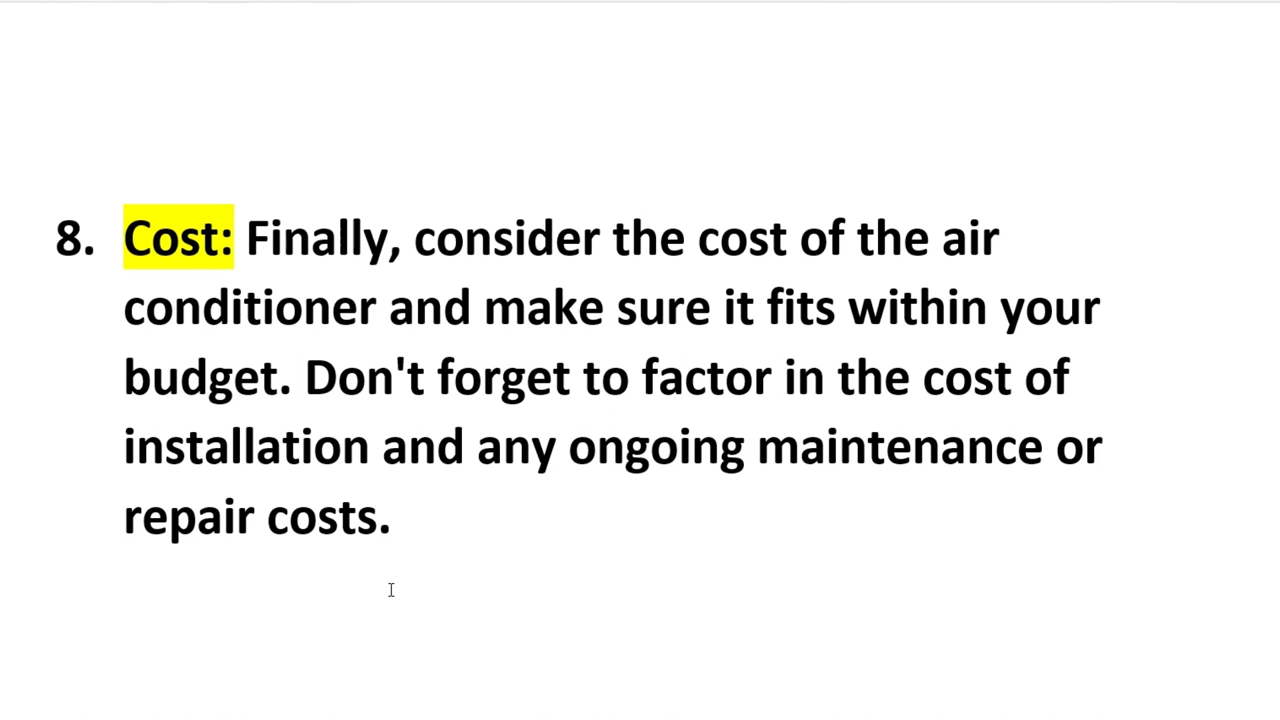 8. Cost: Finally, consider the cost of the air
conditioner and make sure it fits within your
budget. Don't forget to factor in the cost of
installation and any ongoing maintenance or
repair costs.